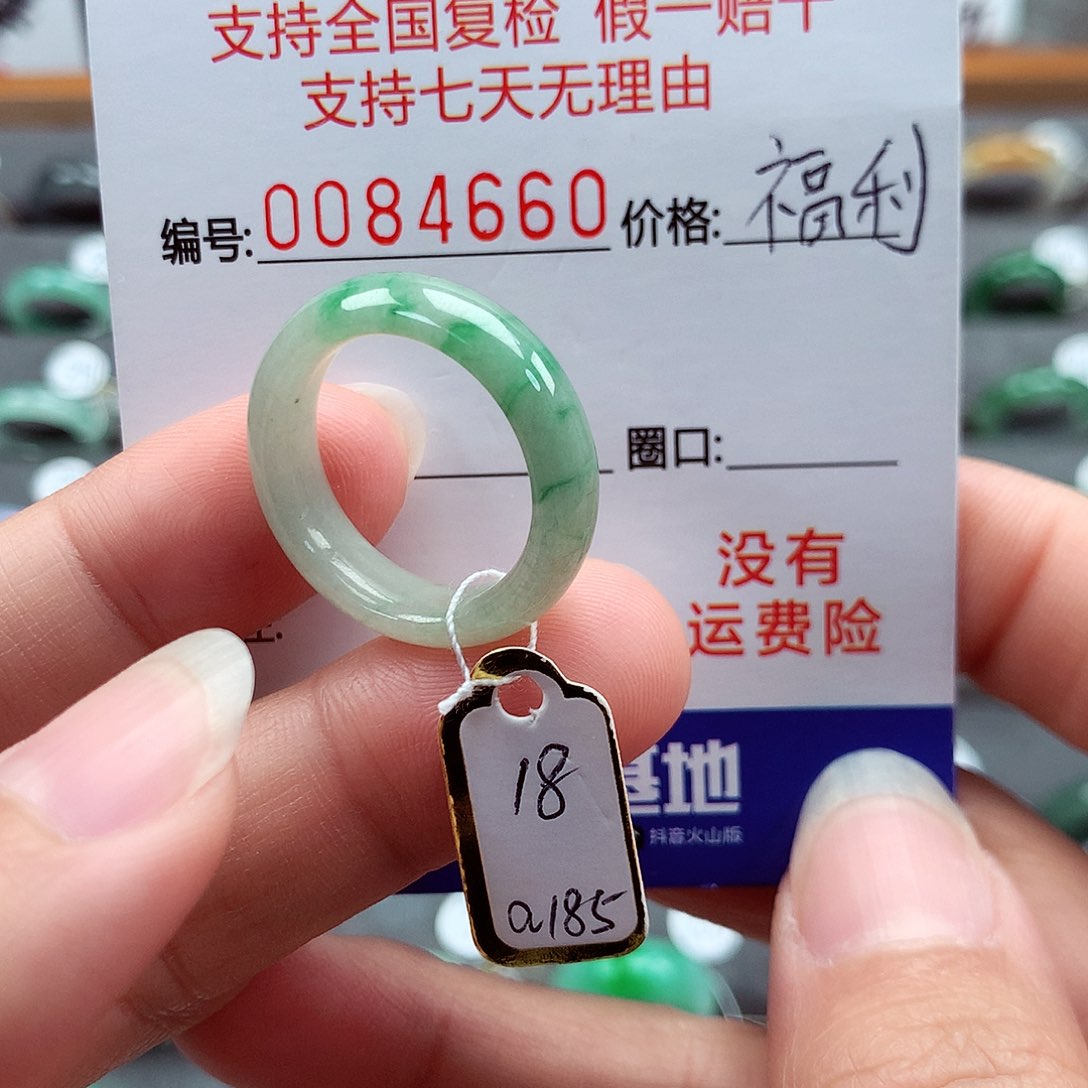 支持全国复检 假一赔十
支持七天无理由
编号: 0084660 价格: 福利
圈口:
没有
运费险
基地
抖音火山版
18
a185